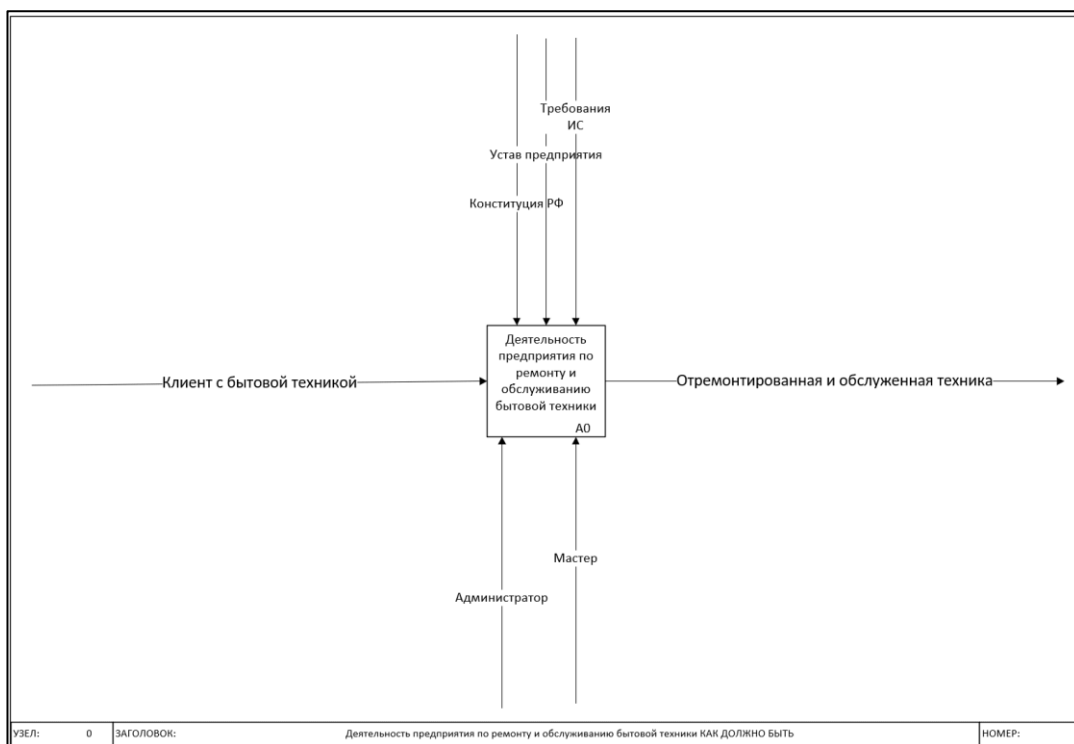 Требования
ИС
Устав предприятия
Конституция РФ
Деятельность
предприятия по
ремонту и
обслуживанию
бытовой техники
A0
Клиент с бытовой техникой
Отремонтированная и обслуженная техника
Мастер
Администратор
УЗЕЛ: 0 ЗАГОЛОВОК: Деятельность предприятия по ремонту и обслуживанию бытовой техники КАК ДОЛЖНО БЫТЬ НОМЕР: